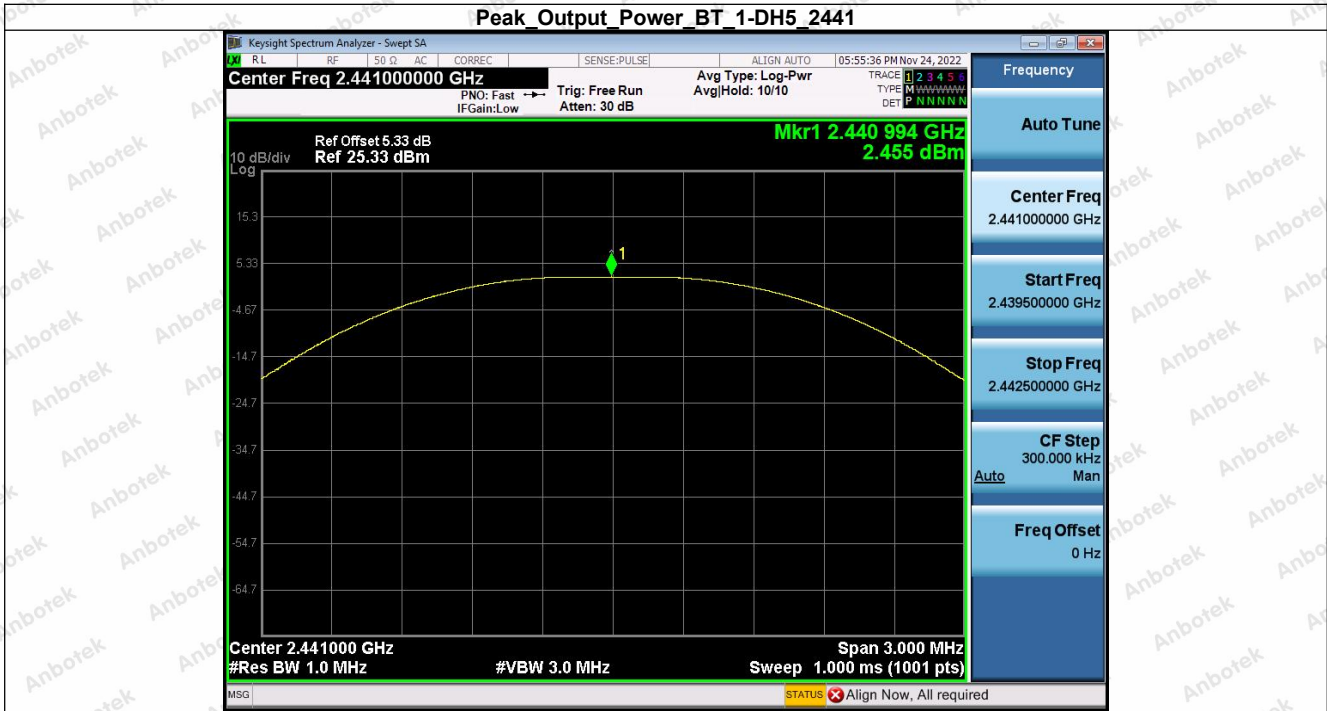 Peak_Output_Power_BT_1-DH5_2441
Keysight Spectrum Analyzer - Swept SA
LXI RL RF 50 Ω AC CORREC SENSE:PULSE ALIGN AUTO 05:55:36 PM Nov 24, 2022
Center Freq 2.441000000 GHz
PNO: Fast
IFGain:Low
Trig: Free Run
Atten: 30 dB
Avg Type: Log-Pwr
Avg|Hold: 10/10
TRACE 1 2 3 4 5 6
TYPE M WWWWW
DET P N N N N N
Ref Offset 5.33 dB
10 dB/div Ref 25.33 dBm
Log
Mkr1 2.440 994 GHz
2.455 dBm
15.3
5.33
-4.67
-14.7
-24.7
-34.7
-44.7
-54.7
-64.7
1
Center 2.441000 GHz Span 3.000 MHz
#Res BW 1.0 MHz #VBW 3.0 MHz Sweep 1.000 ms (1001 pts)
MSG STATUS Align Now, All required
Frequency
Auto Tune
Center Freq
2.441000000 GHz
Start Freq
2.439500000 GHz
Stop Freq
2.442500000 GHz
CF Step
300.000 kHz
Auto Man
Freq Offset
0 Hz
Anbotek